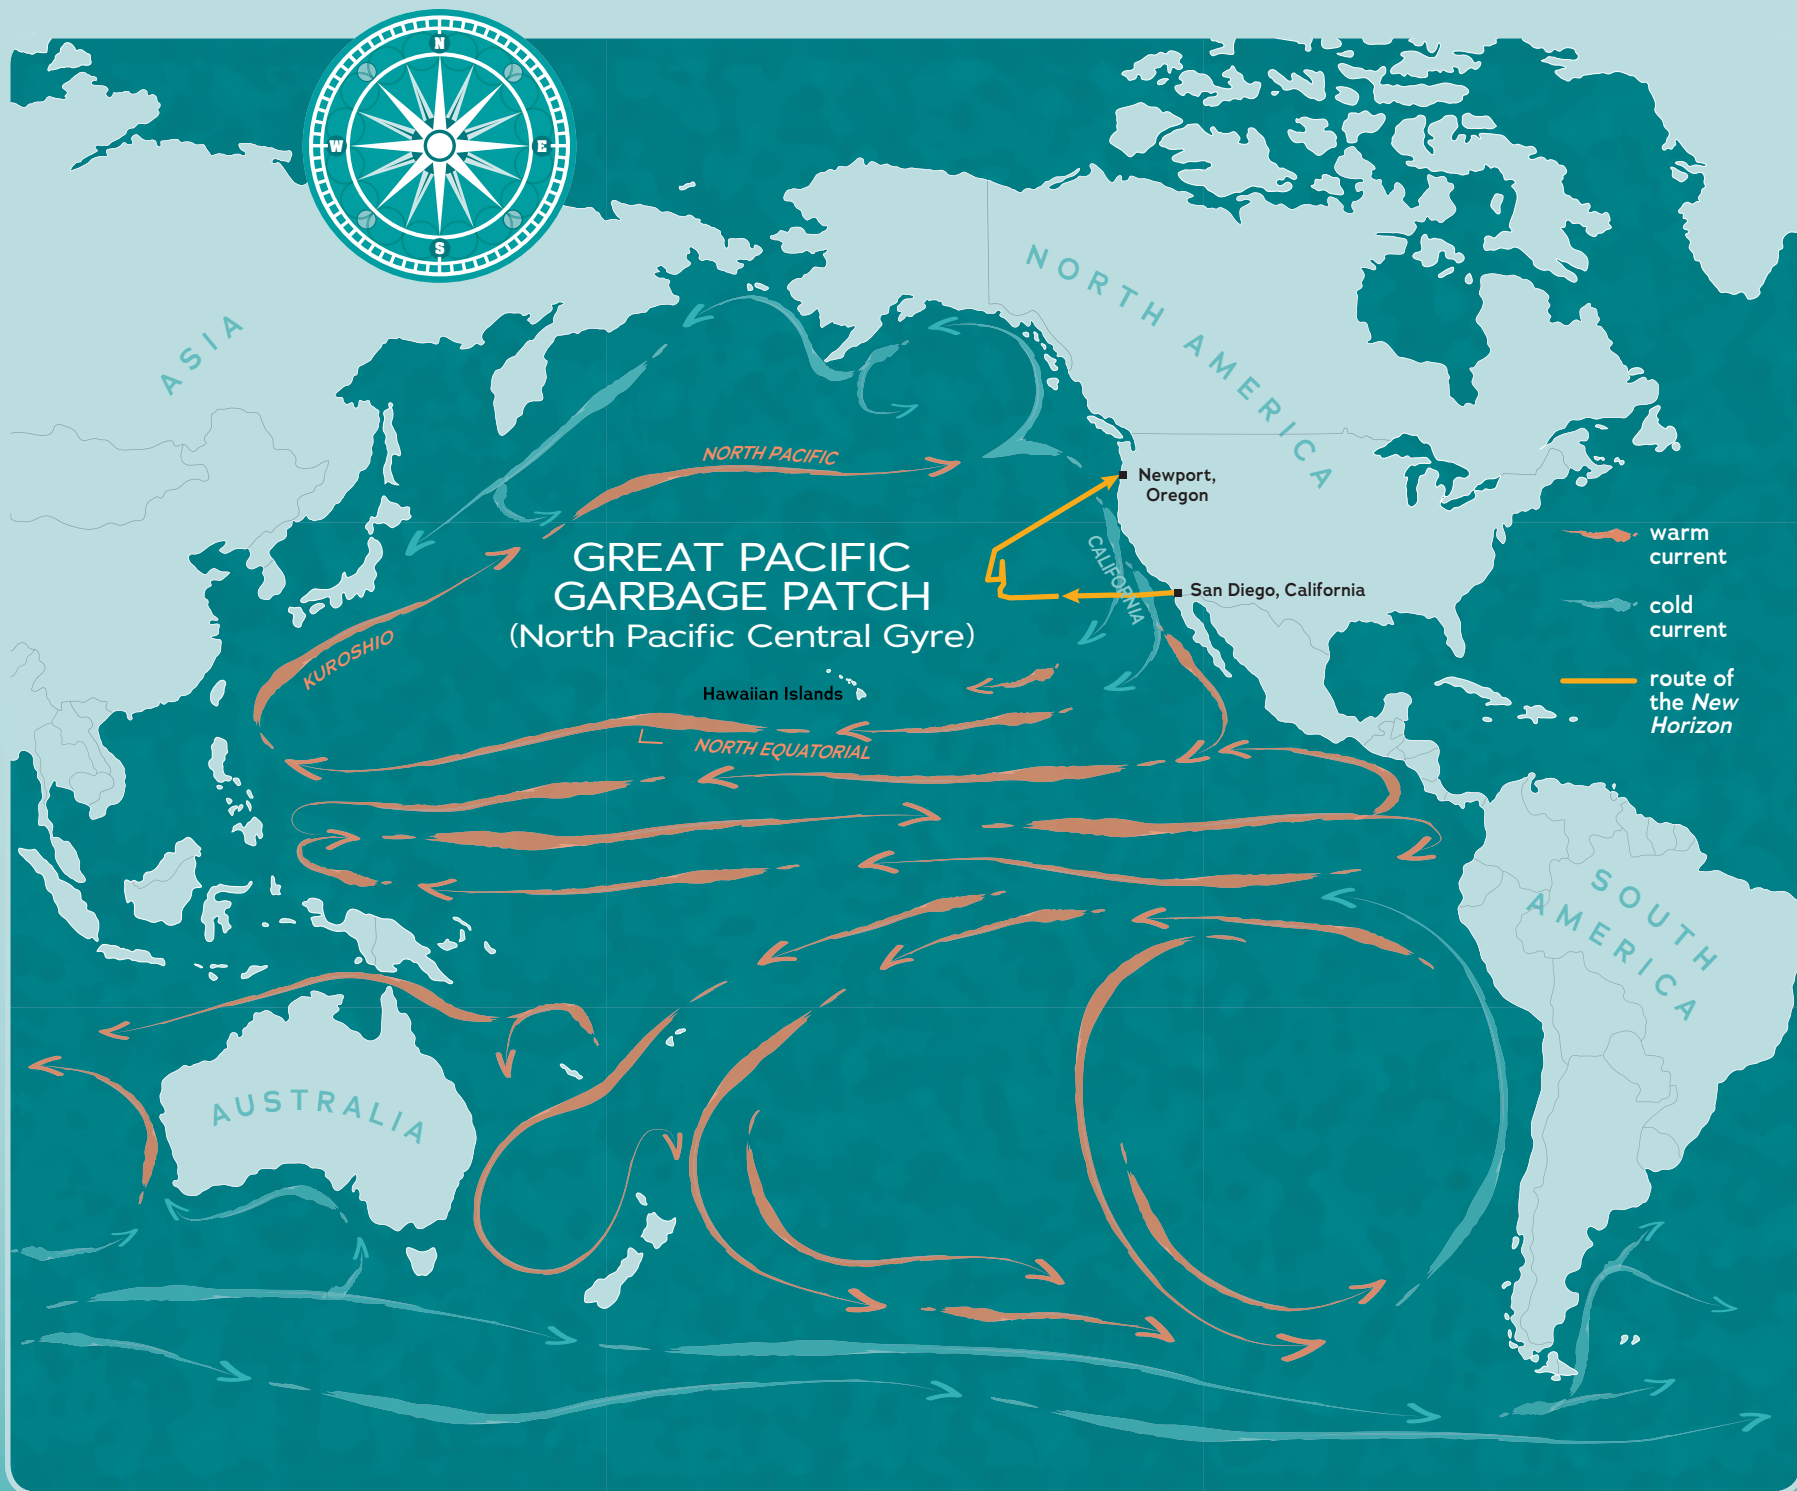 N
W
E
S
ASIA
NORTH AMERICA
NORTH PACIFIC
Newport,
Oregon
GREAT PACIFIC
GARBAGE PATCH
(North Pacific Central Gyre)
CALIFORNIA
San Diego, California
KUROSHIO
Hawaiian Islands
NORTH EQUATORIAL
warm
current
cold
current
route of
the New
Horizon
SOUTH
AMERICA
AUSTRALIA